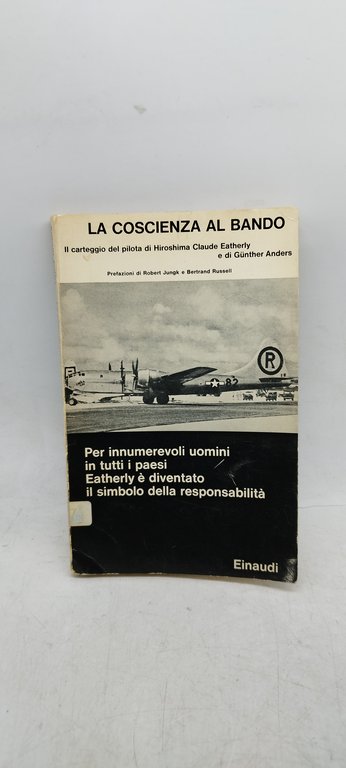 LA COSCIENZA AL BANDO
Il carteggio del pilota di Hiroshima Claude Eatherly
e di Günther Anders
Prefazioni di Robert Jungk e Bertrand Russell
R
82
Per innumerevoli uomini
in tutti i paesi
Eatherly è diventato
il simbolo della responsabilità
Einaudi